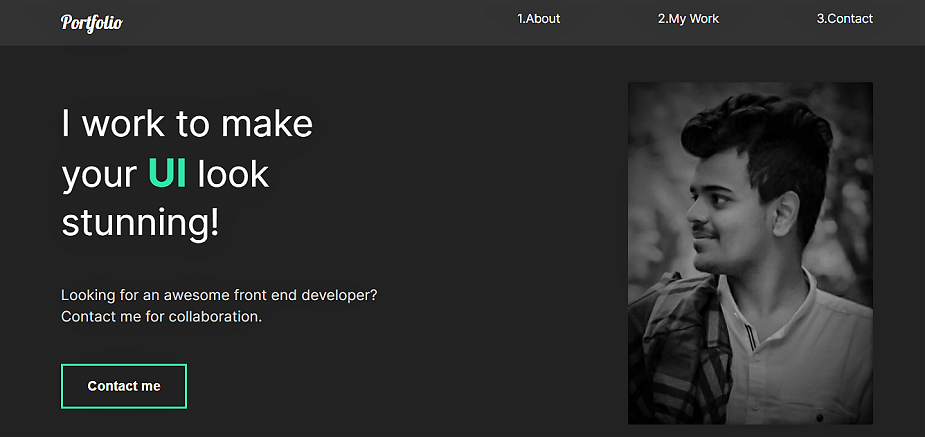 Portfolio
1.About
2.My Work
3.Contact
I work to make
your UI look
stunning!
Looking for an awesome front end developer?
Contact me for collaboration.
Contact me